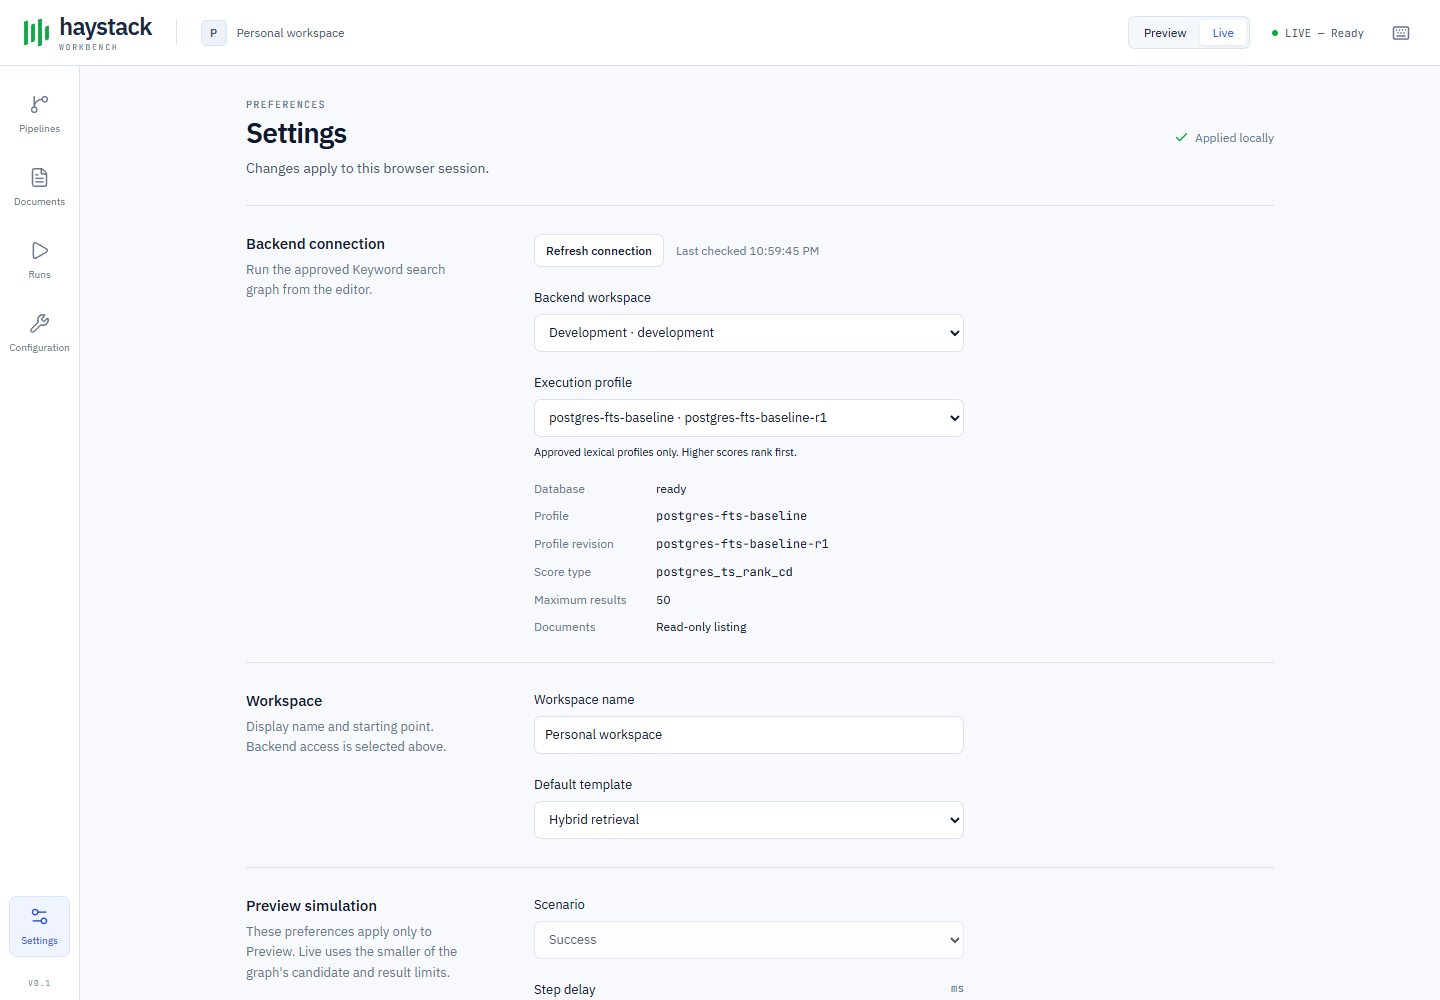 haystack
WORKBENCH
P
Personal workspace
Preview
Live
LIVE — Ready
Pipelines
Documents
Runs
Configuration
Settings
V0.1
PREFERENCES
Settings
Changes apply to this browser session.
Applied locally
Backend connection
Run the approved Keyword search
graph from the editor.
Refresh connection
Last checked 10:59:45 PM
Backend workspace
Development · development
Execution profile
postgres-fts-baseline · postgres-fts-baseline-r1
Approved lexical profiles only. Higher scores rank first.
Database ready
Profile postgres-fts-baseline
Profile revision postgres-fts-baseline-r1
Score type postgres_ts_rank_cd
Maximum results 50
Documents Read-only listing
Workspace
Display name and starting point.
Backend access is selected above.
Workspace name
Personal workspace
Default template
Hybrid retrieval
Preview simulation
These preferences apply only to
Preview. Live uses the smaller of the
graph's candidate and result limits.
Scenario
Success
Step delay ms